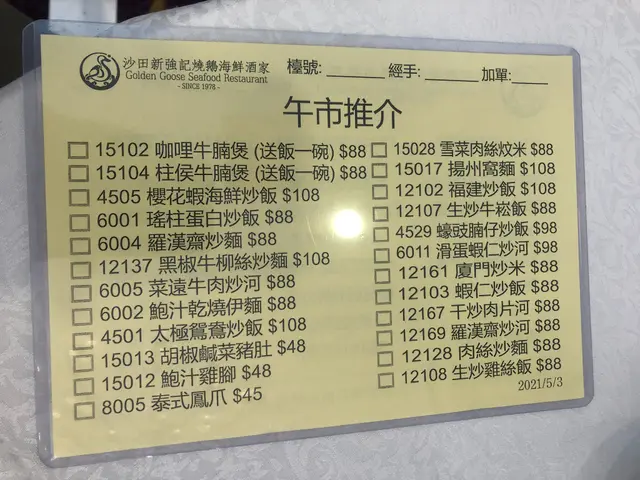 沙田新強記燒鵝海鮮酒家
Golden Goose Seafood Restaurant
- SINCE 1978 -
檯號: ________ 經手: ________ 加單: ________
午市推介
15102 咖哩牛腩煲 (送飯一碗) $88
15104 柱侯牛腩煲 (送飯一碗) $88
4505 櫻花蝦海鮮炒飯 $108
6001 瑤柱蛋白炒飯 $88
6004 羅漢齋炒麵 $88
12137 黑椒牛柳絲炒麵 $108
6005 菜遠牛肉炒河 $88
6002 鮑汁乾燒伊麵 $88
4501 太極鴛鴦炒飯 $108
15013 胡椒鹹菜豬肚 $48
15012 鮑汁雞腳 $48
8005 泰式鳳爪 $45
15028 雪菜肉絲炆米 $88
15017 揚州窩麵 $108
12102 福建炒飯 $108
12107 生炒牛崧飯 $88
4529 蠔豉腩仔炒飯 $98
6011 滑蛋蝦仁炒河 $98
12161 廈門炒米 $88
12103 蝦仁炒飯 $88
12167 干炒肉片河 $88
12169 羅漢齋炒河 $88
12128 肉絲炒麵 $88
12108 生炒雞絲飯 $88
2021/5/3